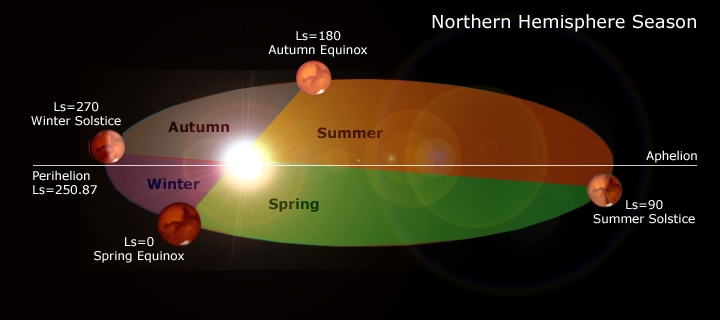 Northern Hemisphere Season
Ls=180
Autumn Equinox
Ls=270
Winter Solstice
Autumn
Summer
Aphelion
Perihelion
Ls=250.87
Winter
Spring
Ls=90
Summer Solstice
Ls=0
Spring Equinox